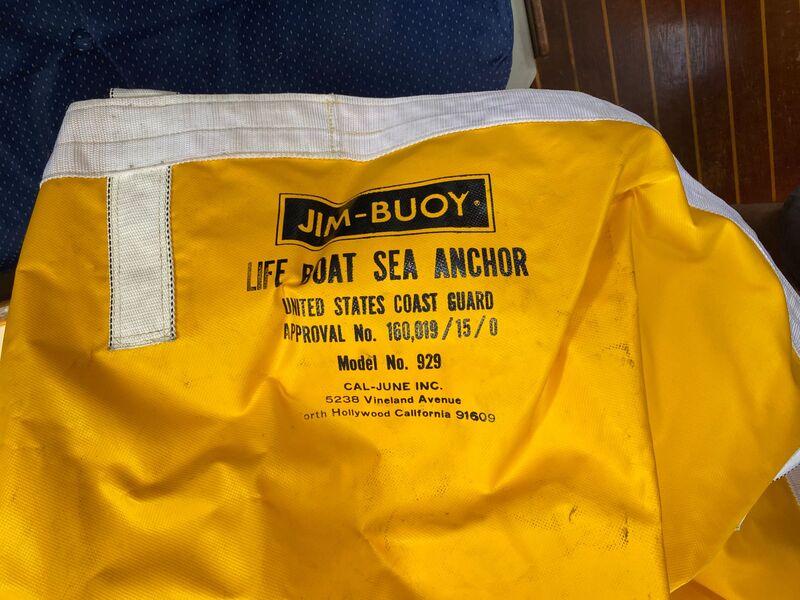 JIM-BUOY
LIFE BOAT SEA ANCHOR
UNITED STATES COAST GUARD
APPROVAL No. 160,019/15/0
Model No. 929
CAL-JUNE INC.
5238 Vineland Avenue
orth Hollywood California 91609